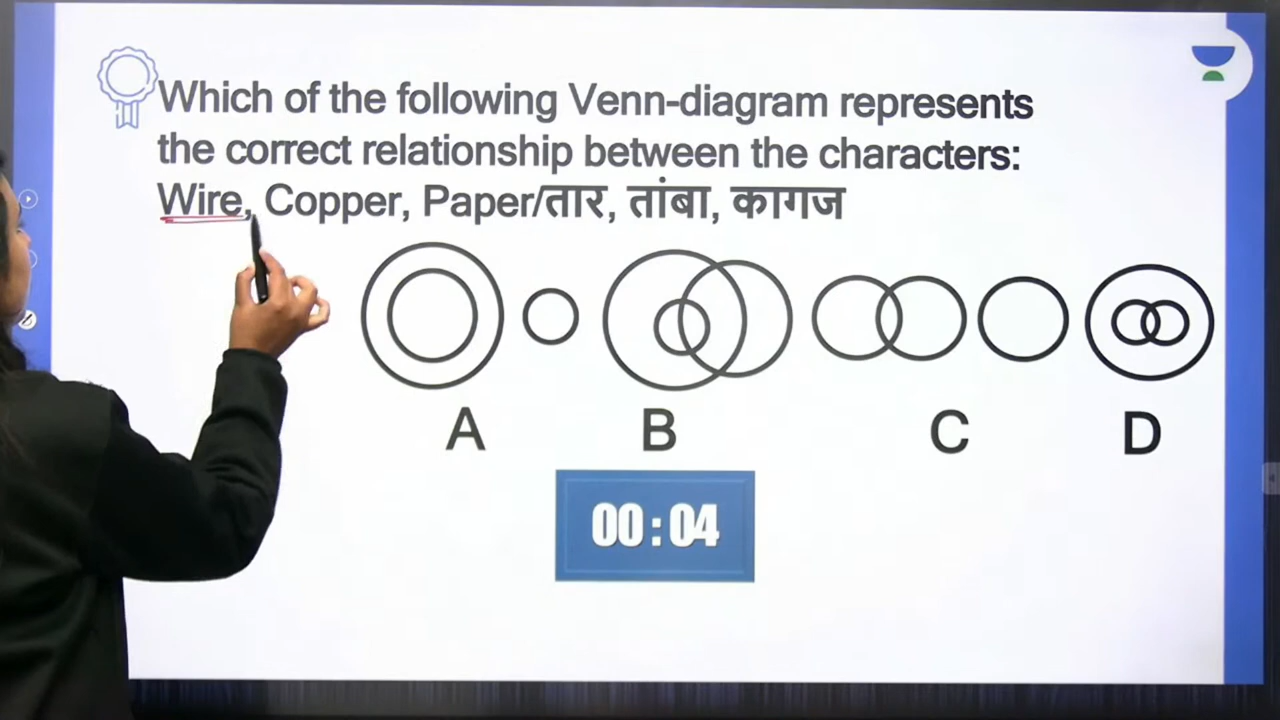 Which of the following Venn-diagram represents
the correct relationship between the characters:
Wire, Copper, Paper/तार, तांबा, कागज
A B C D
00:04